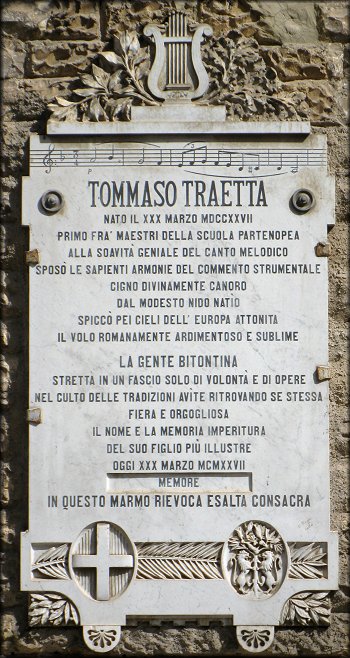 TOMMASO TRAETTA
NATO IL XXX MARZO MDCCXXVII
PRIMO FRA' MAESTRI DELLA SCUOLA PARTENOPEA
ALLA SOAVITÀ GENIALE DEL CANTO MELODICO
SPOSÒ LE SAPIENTI ARMONIE DEL COMMENTO STRUMENTALE
CIGNO DIVINAMENTE CANORO
DAL MODESTO NIDO NATIO
SPICCÒ PEI CIELI DELL' EUROPA ATTONITA
IL VOLO ROMANAMENTE ARDIMENTOSO E SUBLIME
LA GENTE BITONTINA
STRETTA IN UN FASCIO SOLO DI VOLONTÀ E DI OPERE
NEL CULTO DELLE TRADIZIONI AVÌTE RITROVANDO SE STESSA
FIERA E ORGOGLIOSA
IL NOME E LA MEMORIA IMPERITURA
DEL SUO FIGLIO PIÙ ILLUSTRE
OGGI XXX MARZO MCMXXVII
MEMORE
IN QUESTO MARMO RIEVOCA ESALTA CONSACRA